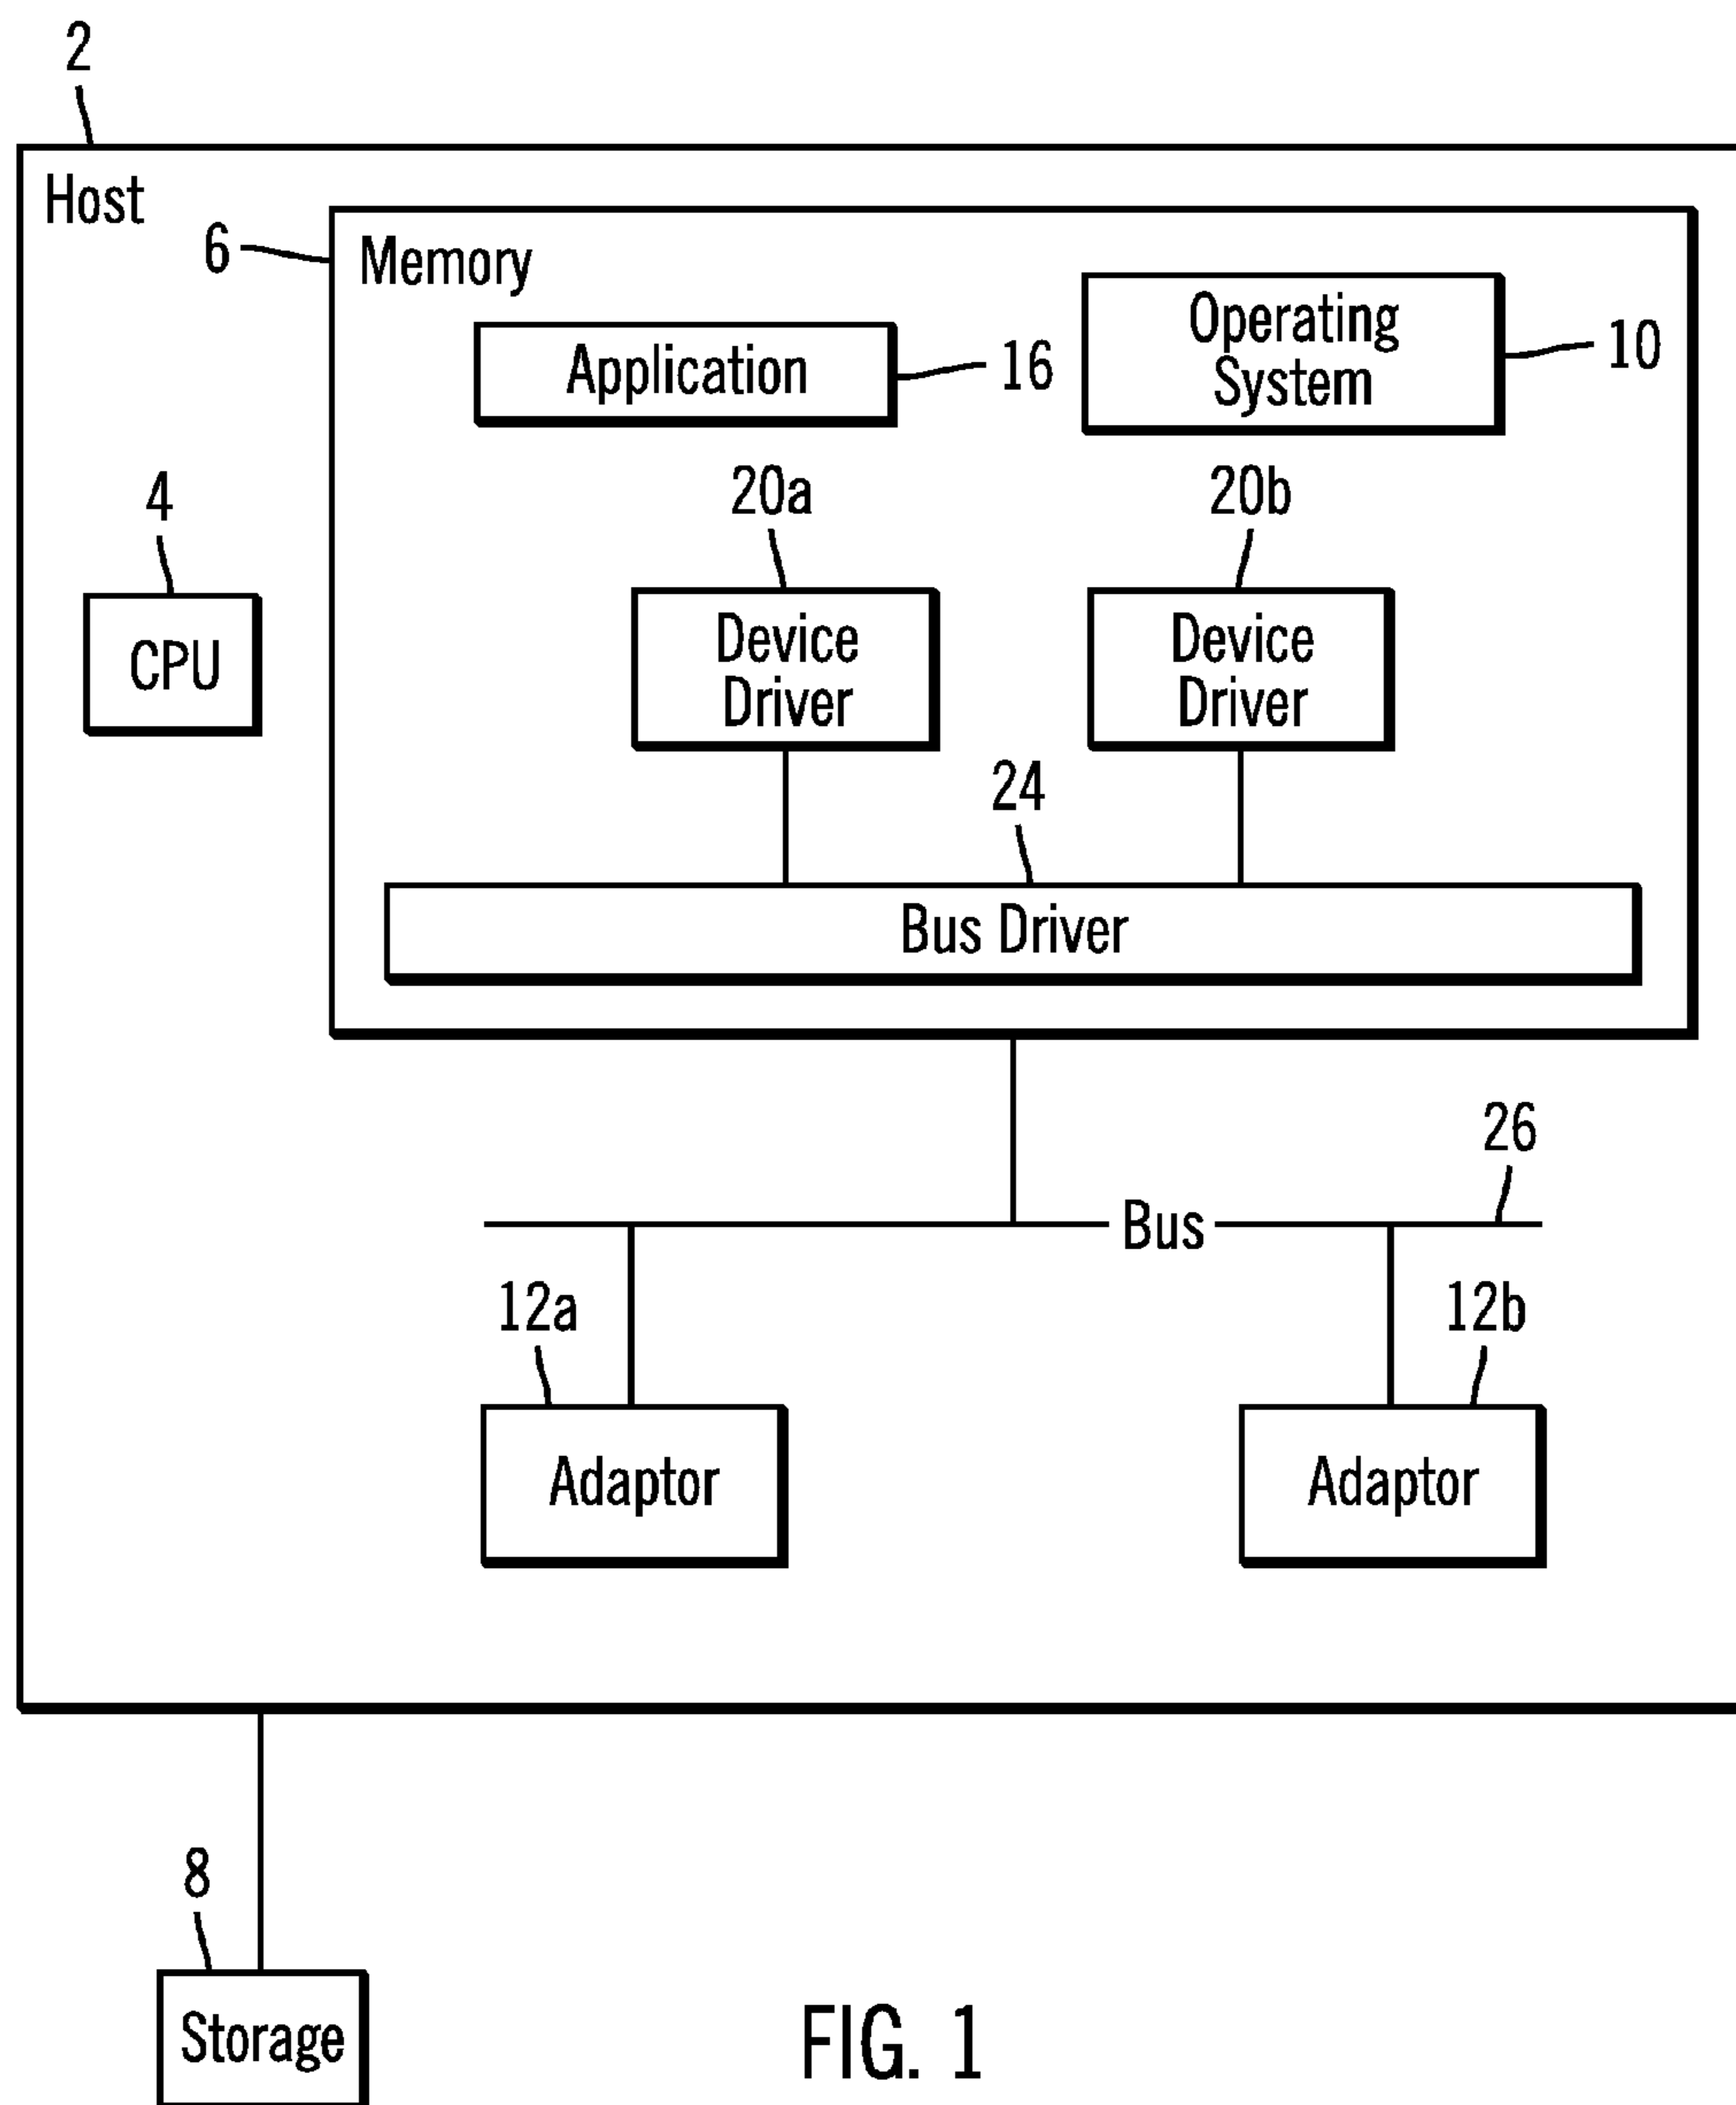 2
Host
6
Memory
Application
16
Operating
System
10
4
CPU
20a
Device
Driver
20b
Device
Driver
24
Bus Driver
26
Bus
12a
Adaptor
12b
Adaptor
8
Storage
FIG. 1